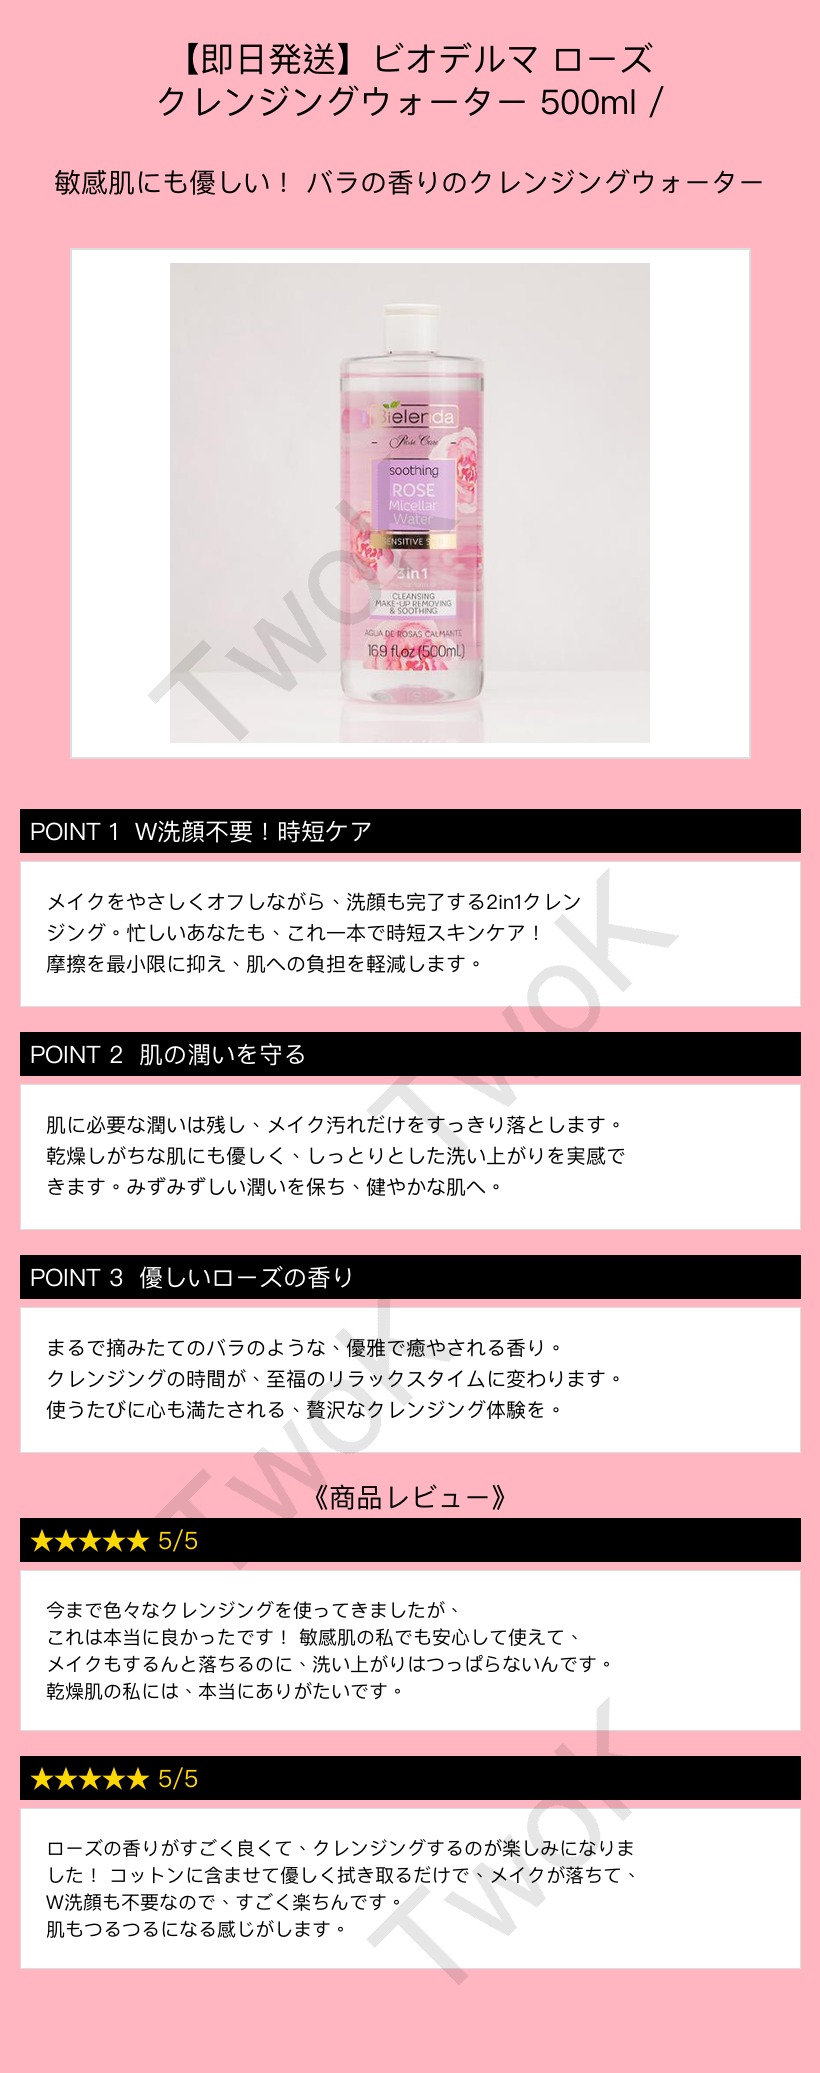 【即日発送】ビオデルマ ローズ
クレンジングウォーター 500ml /
敏感肌にも優しい！ バラの香りのクレンジングウォーター
Bielenda
Rose Care
soothing
ROSE
Micellar
Water
SENSITIVE SKIN
3in1
CLEANSING
MAKE-UP REMOVING
& SOOTHING
AGUA DE ROSAS CALMANTE
16.9 fl.oz (500ml.)
TwoK
POINT 1 W洗顔不要！時短ケア
メイクをやさしくオフしながら、洗顔も完了する2in1クレン
ジング。忙しいあなたも、これ一本で時短スキンケア！
摩擦を最小限に抑え、肌への負担を軽減します。
TwoK
POINT 2 肌の潤いを守る
肌に必要な潤いは残し、メイク汚れだけをすっきり落とします。
乾燥しがちな肌にも優しく、しっとりとした洗い上がりを実感で
きます。みずみずしい潤いを保ち、健やかな肌へ。
POINT 3 優しいローズの香り
まるで摘みたてのバラのような、優雅で癒やされる香り。
クレンジングの時間が、至福のリラックスタイムに変わります。
使うたびに心も満たされる、贅沢なクレンジング体験を。
TwoK
《商品レビュー》
★★★★★ 5/5
今まで色々なクレンジングを使ってきましたが、
これは本当に良かったです！ 敏感肌の私でも安心して使えて、
メイクもするんと落ちるのに、洗い上がりはつっぱらないんです。
乾燥肌の私には、本当にありがたいです。
★★★★★ 5/5
ローズの香りがすごく良くて、クレンジングするのが楽しみになりま
した！ コットンに含ませて優しく拭き取るだけで、メイクが落ちて、
W洗顔も不要なので、すごく楽ちんです。
肌もつるつるになる感じがします。
TwoK